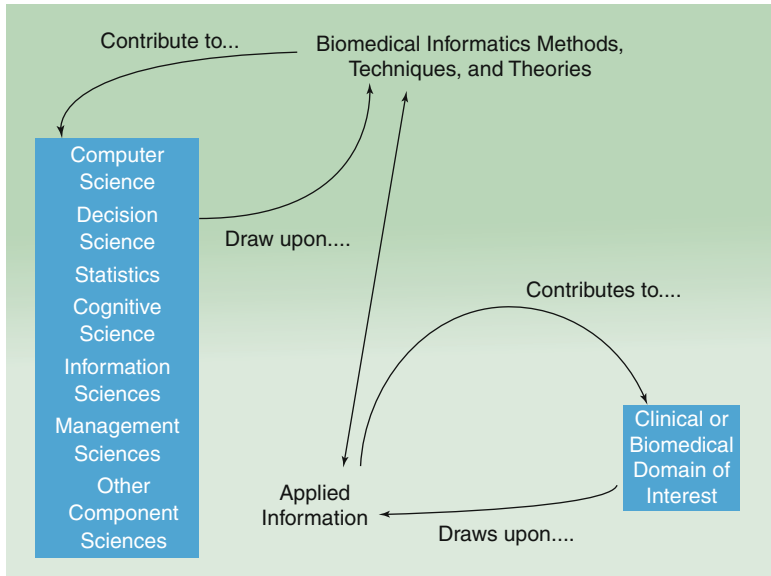 Contribute to...
Biomedical Informatics Methods,
Techniques, and Theories
Computer
Science
Decision
Science
Statistics
Cognitive
Science
Information
Sciences
Management
Sciences
Other
Component
Sciences
Draw upon....
Contributes to....
Clinical or
Biomedical
Domain of
Interest
Applied
Information
Draws upon....